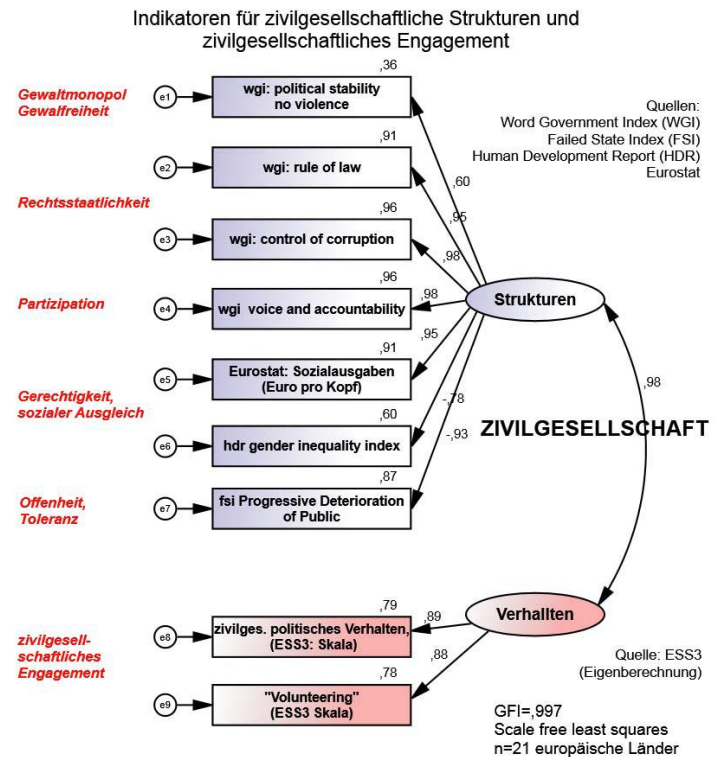 Indikatoren für zivilgesellschaftliche Strukturen und
zivilgesellschaftliches Engagement
Gewaltmonopol
Gewalfreiheit
e1
,36
wgi: political stability
no violence
Quellen:
Word Government Index (WGI)
Failed State Index (FSI)
Human Development Report (HDR)
Eurostat
,60
Rechtsstaatlichkeit
e2
,91
wgi: rule of law
,95
e3
,96
wgi: control of corruption
,98
Partizipation
e4
,96
wgi voice and accountability
,98
Strukturen
Gerechtigkeit,
sozialer Ausgleich
e5
,91
Eurostat: Sozialausgaben
(Euro pro Kopf)
,95
e6
,60
hdr gender inequality index
-,78
,98
ZIVILGESELLSCHAFT
Offenheit,
Toleranz
e7
,87
fsi Progressive Deterioration
of Public
-,93
zivilgesell-
schaftliches
Engagement
e8
,79
zivilges. politisches Verhalten,
(ESS3: Skala)
,89
Verhallten
e9
,78
"Volunteering"
(ESS3 Skala)
,88
Quelle: ESS3
(Eigenberechnung)
GFI=,997
Scale free least squares
n=21 europäische Länder